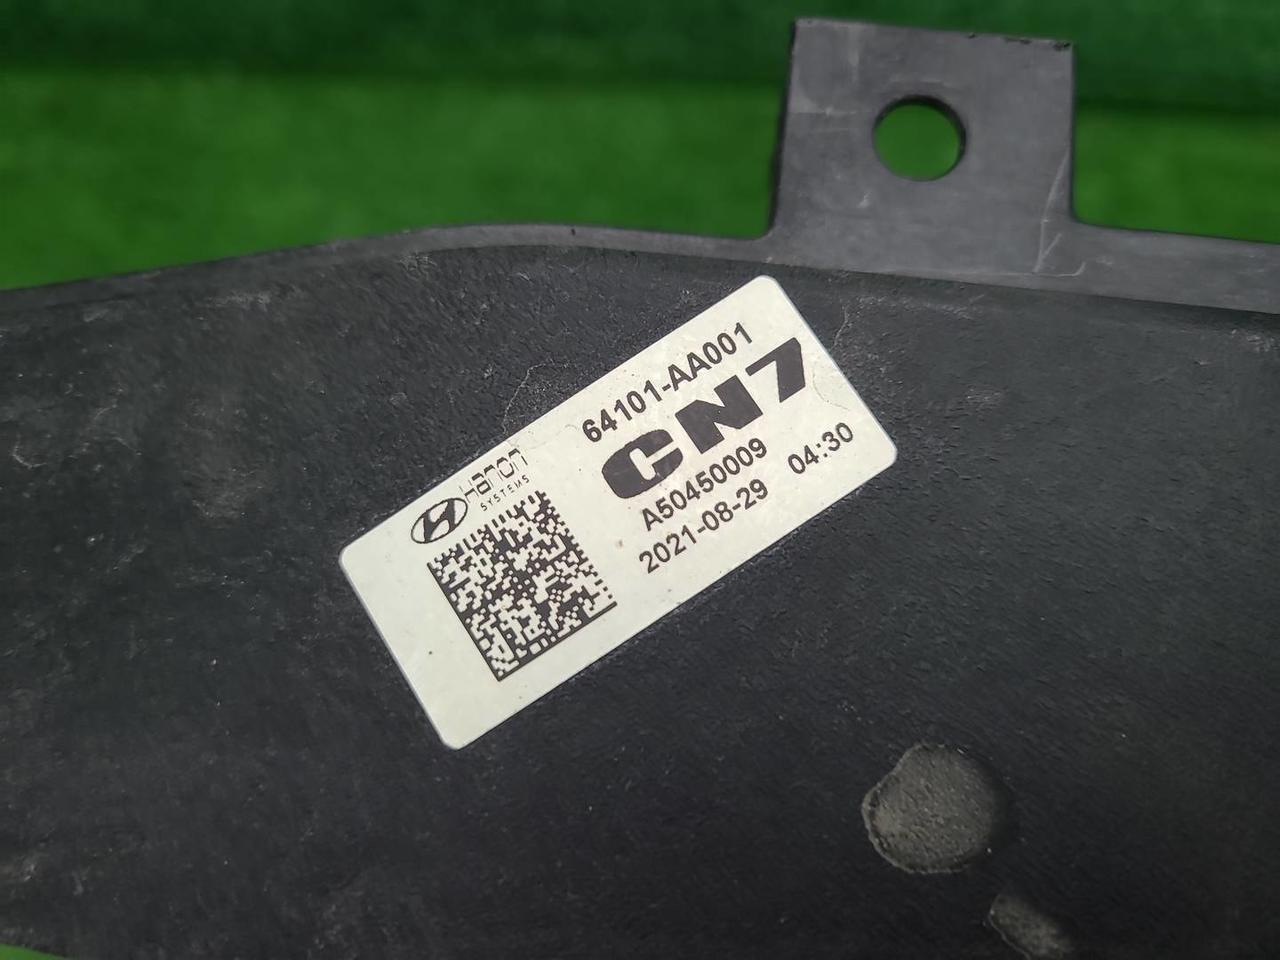 64101-AA001
CN7
A50450009
2021-08-29 04:30
Hanon
SYSTEMS